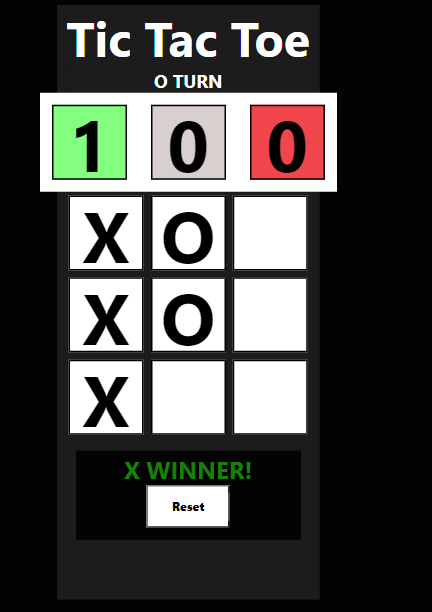 Tic Tac Toe
O TURN
1 0 0
X O
X O
X
X WINNER!
Reset